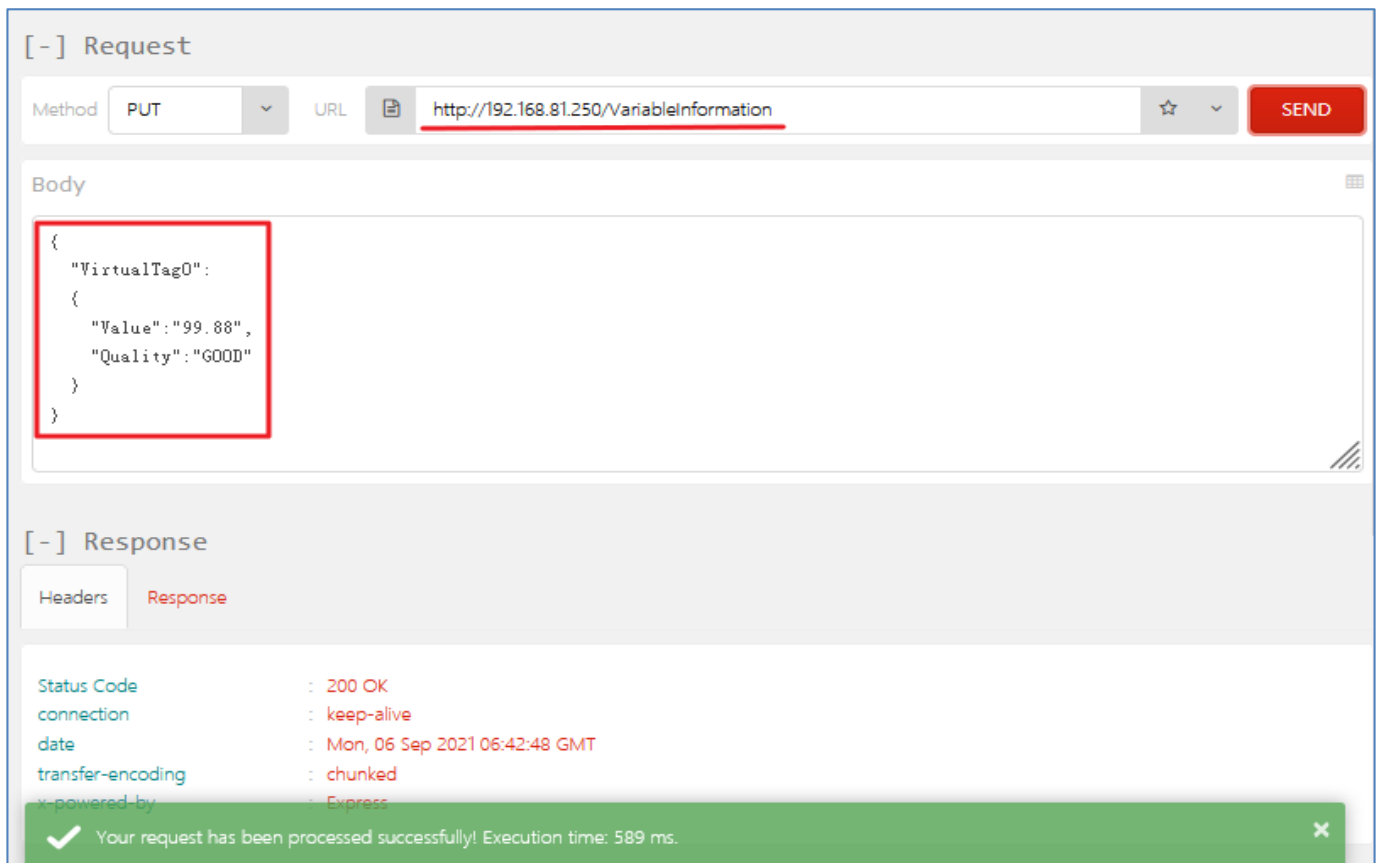 [-] Request
Method PUT URL http://192.168.81.250/VariableInformation SEND
Body
{
"VirtualTag0":
{
"Value":"99.88",
"Quality":"GOOD"
}
}
[-] Response
Headers Response
Status Code : 200 OK
connection : keep-alive
date : Mon, 06 Sep 2021 06:42:48 GMT
transfer-encoding : chunked
x-powered-by : Express
Your request has been processed successfully! Execution time: 589 ms.